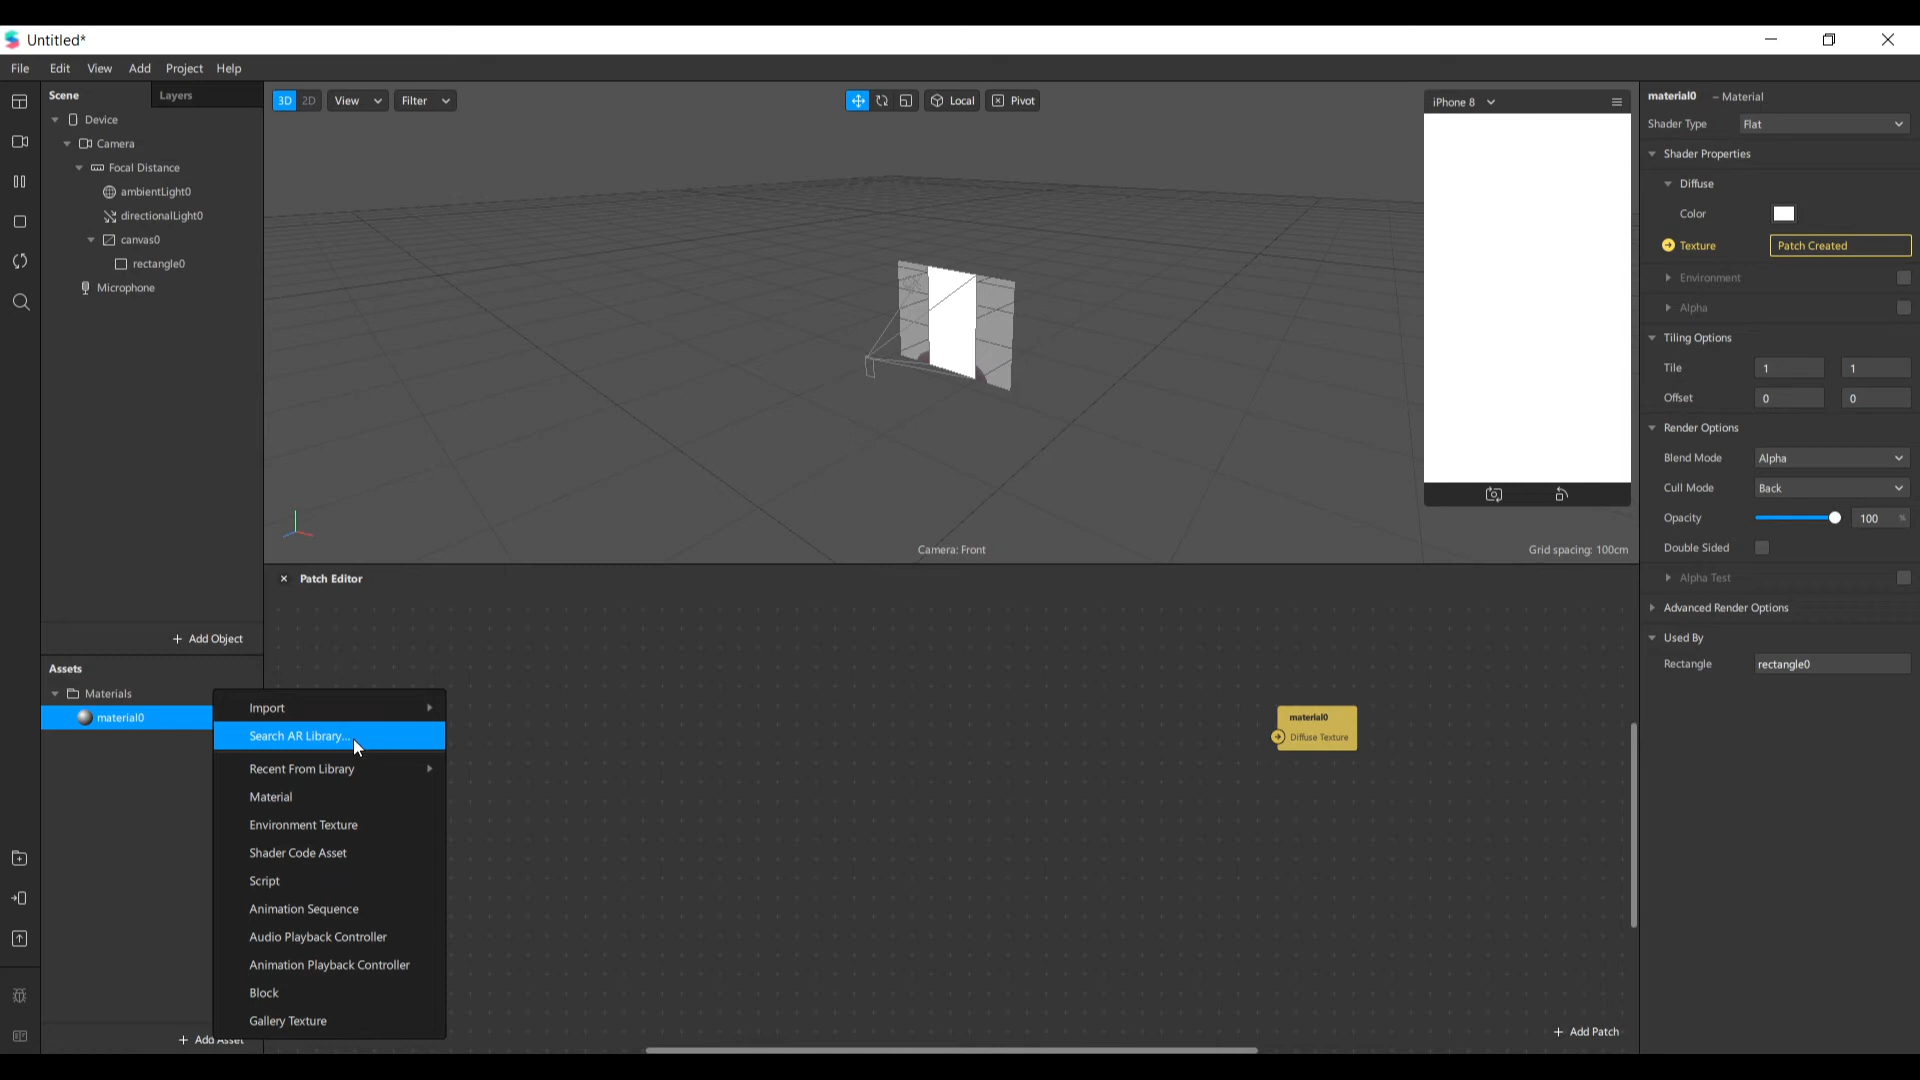 Untitled*
File Edit View Add Project Help
Scene Layers
Device
Camera
Focal Distance
ambientLight0
directionalLight0
canvas0
rectangle0
Microphone
+ Add Object
Assets
Materials
material0
+ Add Asset
Import
Search AR Library...
Recent From Library
Material
Environment Texture
Shader Code Asset
Script
Animation Sequence
Audio Playback Controller
Animation Playback Controller
Block
Gallery Texture
3D 2D View Filter Local Pivot
iPhone 8
Camera: Front
Grid spacing: 100cm
× Patch Editor
material0
Diffuse Texture
+ Add Patch
material0 – Material
Shader Type Flat
Shader Properties
Diffuse
Color
Texture Patch Created
Environment
Alpha
Tiling Options
Tile 1 1
Offset 0 0
Render Options
Blend Mode Alpha
Cull Mode Back
Opacity 100 %
Double Sided
Alpha Test
Advanced Render Options
Used By
Rectangle rectangle0